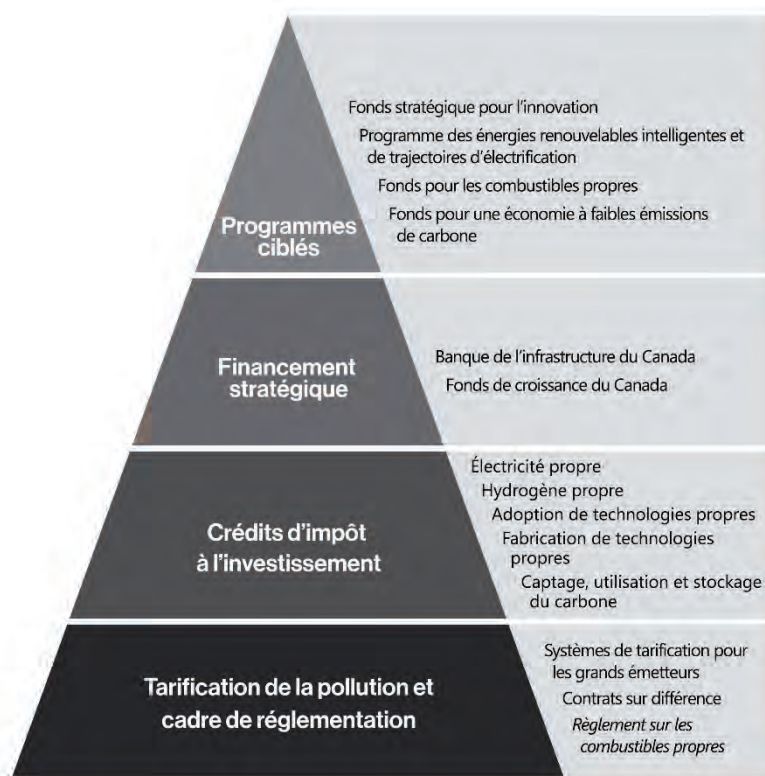 Fonds stratégique pour l'innovation
Programme des énergies renouvelables intelligentes et
de trajectoires d'électrification
Fonds pour les combustibles propres
Fonds pour une économie à faibles émissions
de carbone
Programmes
ciblés
Banque de l'infrastructure du Canada
Fonds de croissance du Canada
Financement
stratégique
Électricité propre
Hydrogène propre
Adoption de technologies propres
Fabrication de technologies
propres
Captage, utilisation et stockage
du carbone
Crédits d'impôt
à l'investissement
Systèmes de tarification pour
les grands émetteurs
Contrats sur différence
Règlement sur les
combustibles propres
Tarification de la pollution et
cadre de réglementation